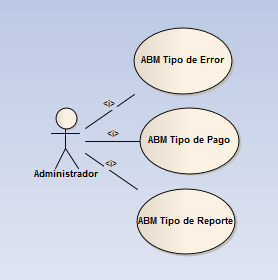 ABM Tipo de Error
<i>
<i>
ABM Tipo de Pago
<i>
Administrador
ABM Tipo de Reporte